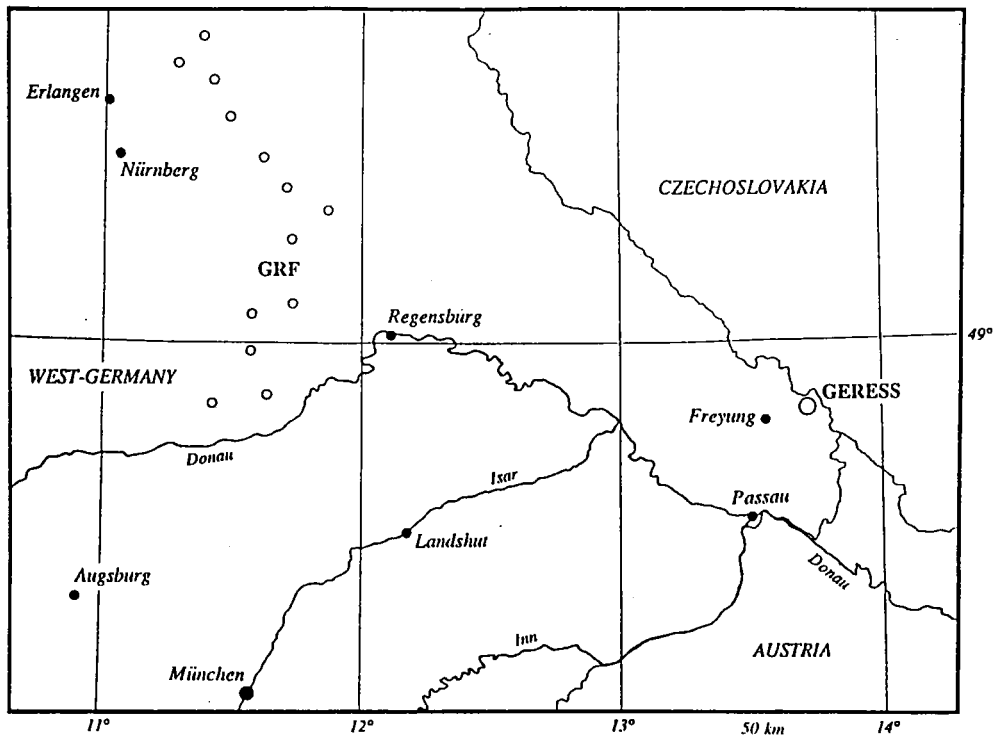 Erlangen
Nürnberg
CZECHOSLOVAKIA
GRF
Regensbürg
49°
WEST-GERMANY
GERESS
Freyung
Donau
Isar
Passau
Landshut
Donau
Augsburg
Inn
AUSTRIA
München
11°
12°
13°
50 km
14°